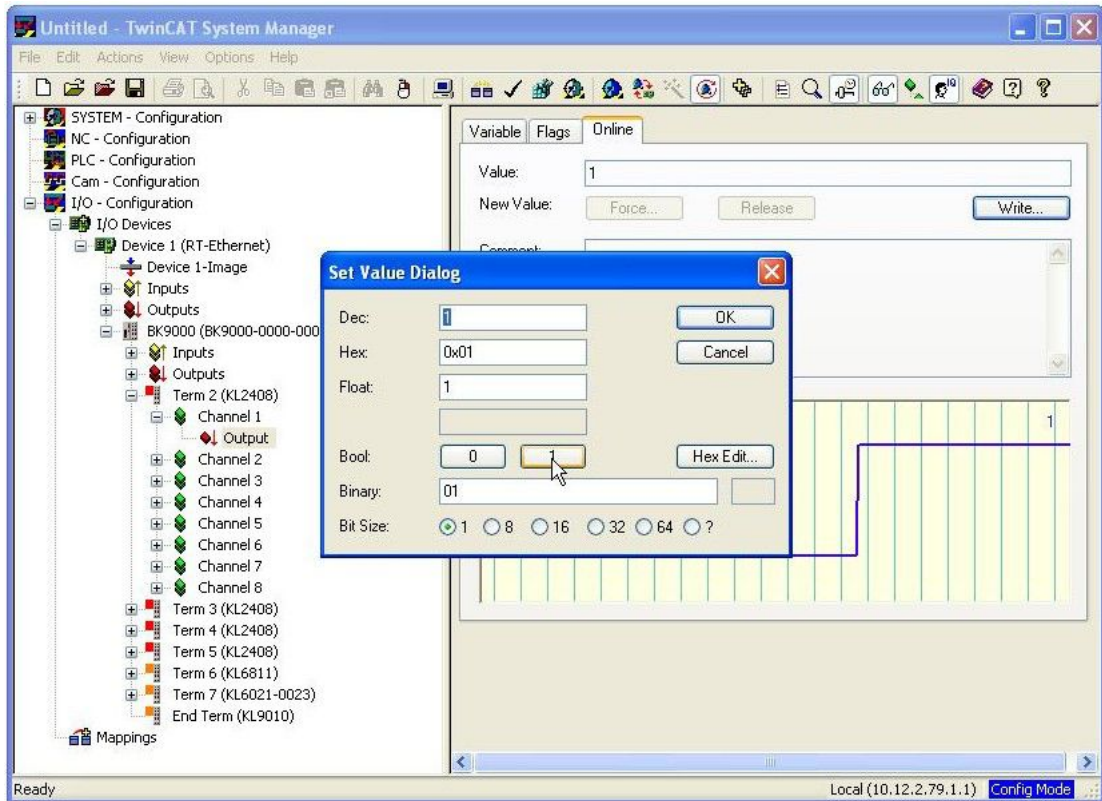 Untitled - TwinCAT System Manager
File Edit Actions View Options Help
SYSTEM - Configuration
NC - Configuration
PLC - Configuration
Cam - Configuration
I/O - Configuration
I/O Devices
Device 1 (RT-Ethernet)
Device 1-Image
Inputs
Outputs
BK9000 (BK9000-0000-000
Inputs
Outputs
Term 2 (KL2408)
Channel 1
Output
Channel 2
Channel 3
Channel 4
Channel 5
Channel 6
Channel 7
Channel 8
Term 3 (KL2408)
Term 4 (KL2408)
Term 5 (KL2408)
Term 6 (KL6811)
Term 7 (KL6021-0023)
End Term (KL9010)
Mappings
Variable Flags Online
Value: 1
New Value: Force... Release Write...
Comment:
Set Value Dialog
Dec: 1 OK
Hex: 0x01 Cancel
Float: 1
Bool: 0 1 Hex Edit...
Binary: 01
Bit Size: 1 8 16 32 64 ?
1
Ready Local (10.12.2.79.1.1) Config Mode